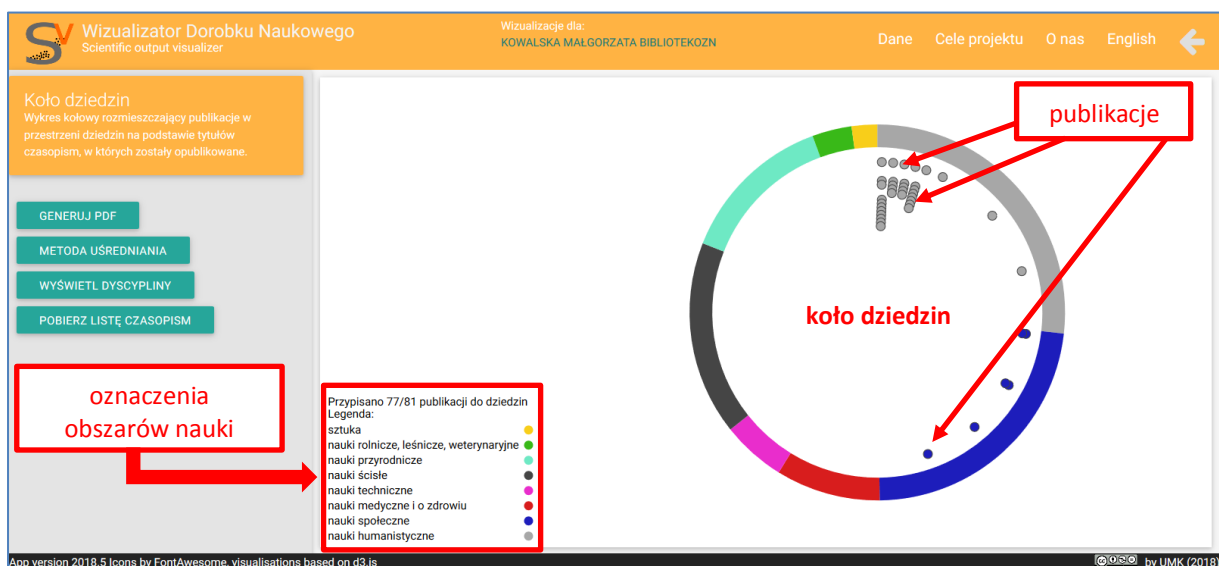 SV
Wizualizator Dorobku Naukowego
Scientific output visualizer
Wizualizacje dla:
KOWALSKA MAŁGORZATA BIBLIOTEKOZN
Dane Cele projektu O nas English
Koło dziedzin
Wykres kołowy rozmieszczający publikacje w
przestrzeni dziedzin na podstawie tytułów
czasopism, w których zostały opublikowane.
GENERUJ PDF
METODA UŚREDNIANIA
WYŚWIETL DYSCYPLINY
POBIERZ LISTĘ CZASOPISM
publikacje
koło dziedzin
oznaczenia
obszarów nauki
Przypisano 77/81 publikacji do dziedzin
Legenda:
sztuka
nauki rolnicze, leśnicze, weterynaryjne
nauki przyrodnicze
nauki ścisłe
nauki techniczne
nauki medyczne i o zdrowiu
nauki społeczne
nauki humanistyczne
App version 2018.5 Icons by FontAwesome, visualisations based on d3.js
by UMK (2018)